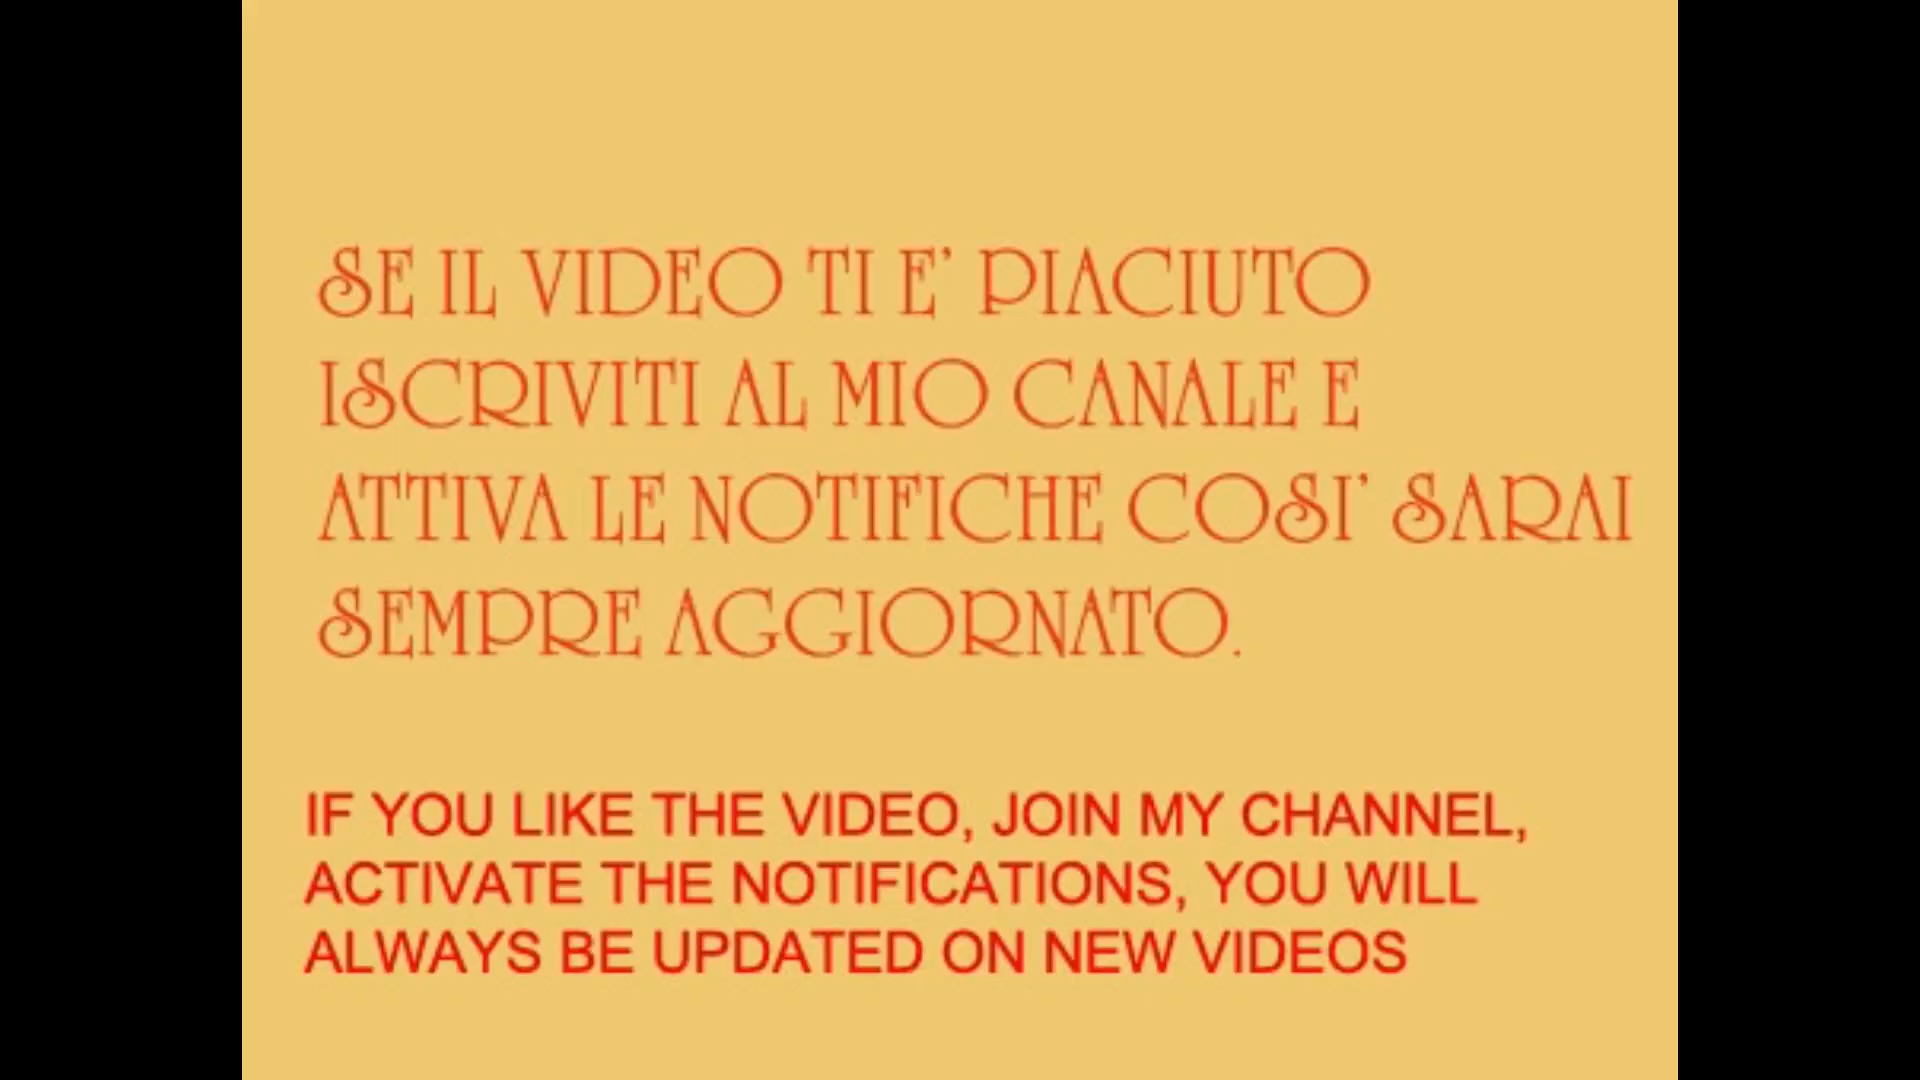 SE IL VIDEO TI E' PIACIUTO
ISCRIVITI AL MIO CANALE E
ATTIVA LE NOTIFICHE COSI' SARAI
SEMPRE AGGIORNATO.
IF YOU LIKE THE VIDEO, JOIN MY CHANNEL,
ACTIVATE THE NOTIFICATIONS, YOU WILL
ALWAYS BE UPDATED ON NEW VIDEOS